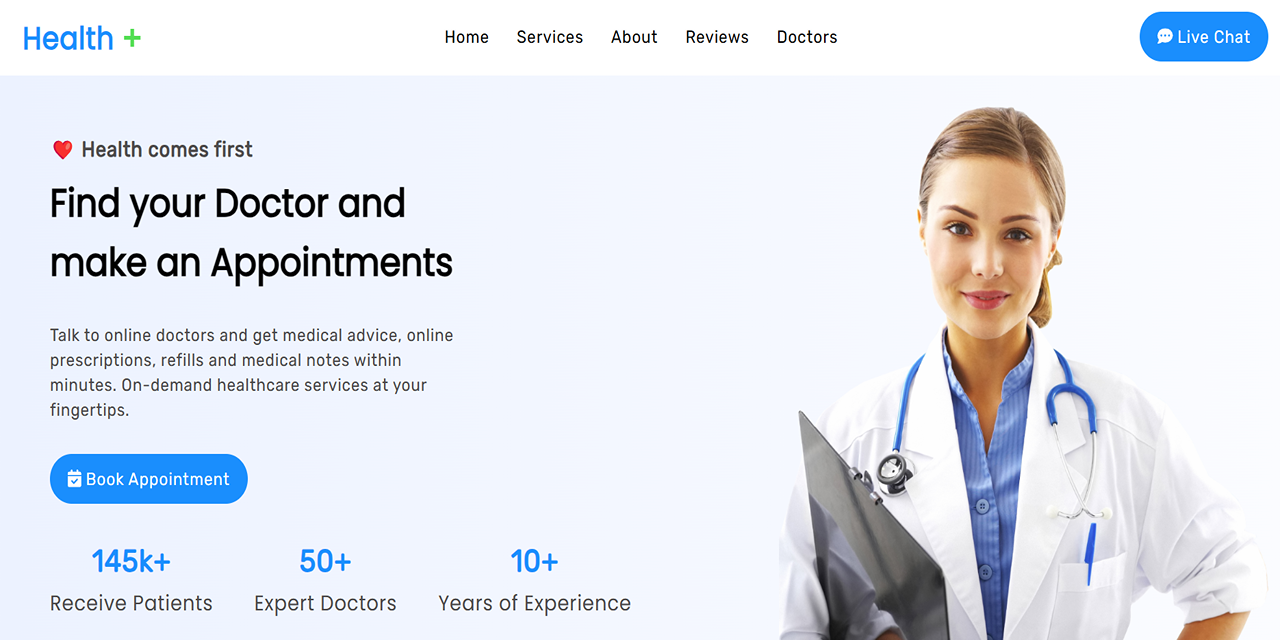 Health +
Home Services About Reviews Doctors
Live Chat
Health comes first
Find your Doctor and
make an Appointments
Talk to online doctors and get medical advice, online
prescriptions, refills and medical notes within
minutes. On-demand healthcare services at your
fingertips.
Book Appointment
145k+ 50+ 10+
Receive Patients Expert Doctors Years of Experience